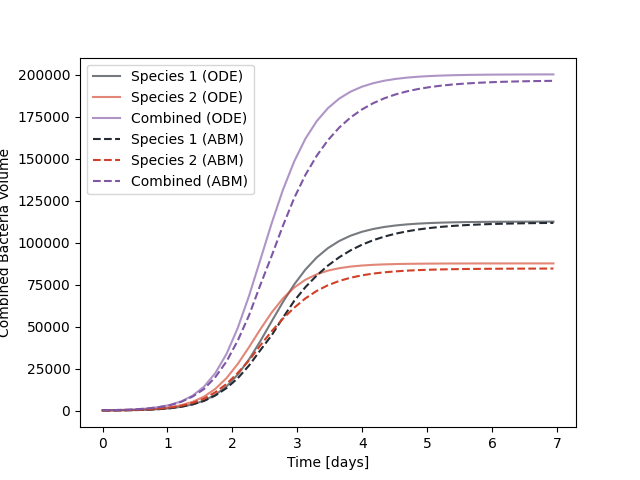 Species 1 (ODE)
Species 2 (ODE)
Combined (ODE)
Species 1 (ABM)
Species 2 (ABM)
Combined (ABM)
200000
175000
150000
125000
100000
75000
50000
25000
0
Combined Bacteria Volume
0 1 2 3 4 5 6 7
Time [days]